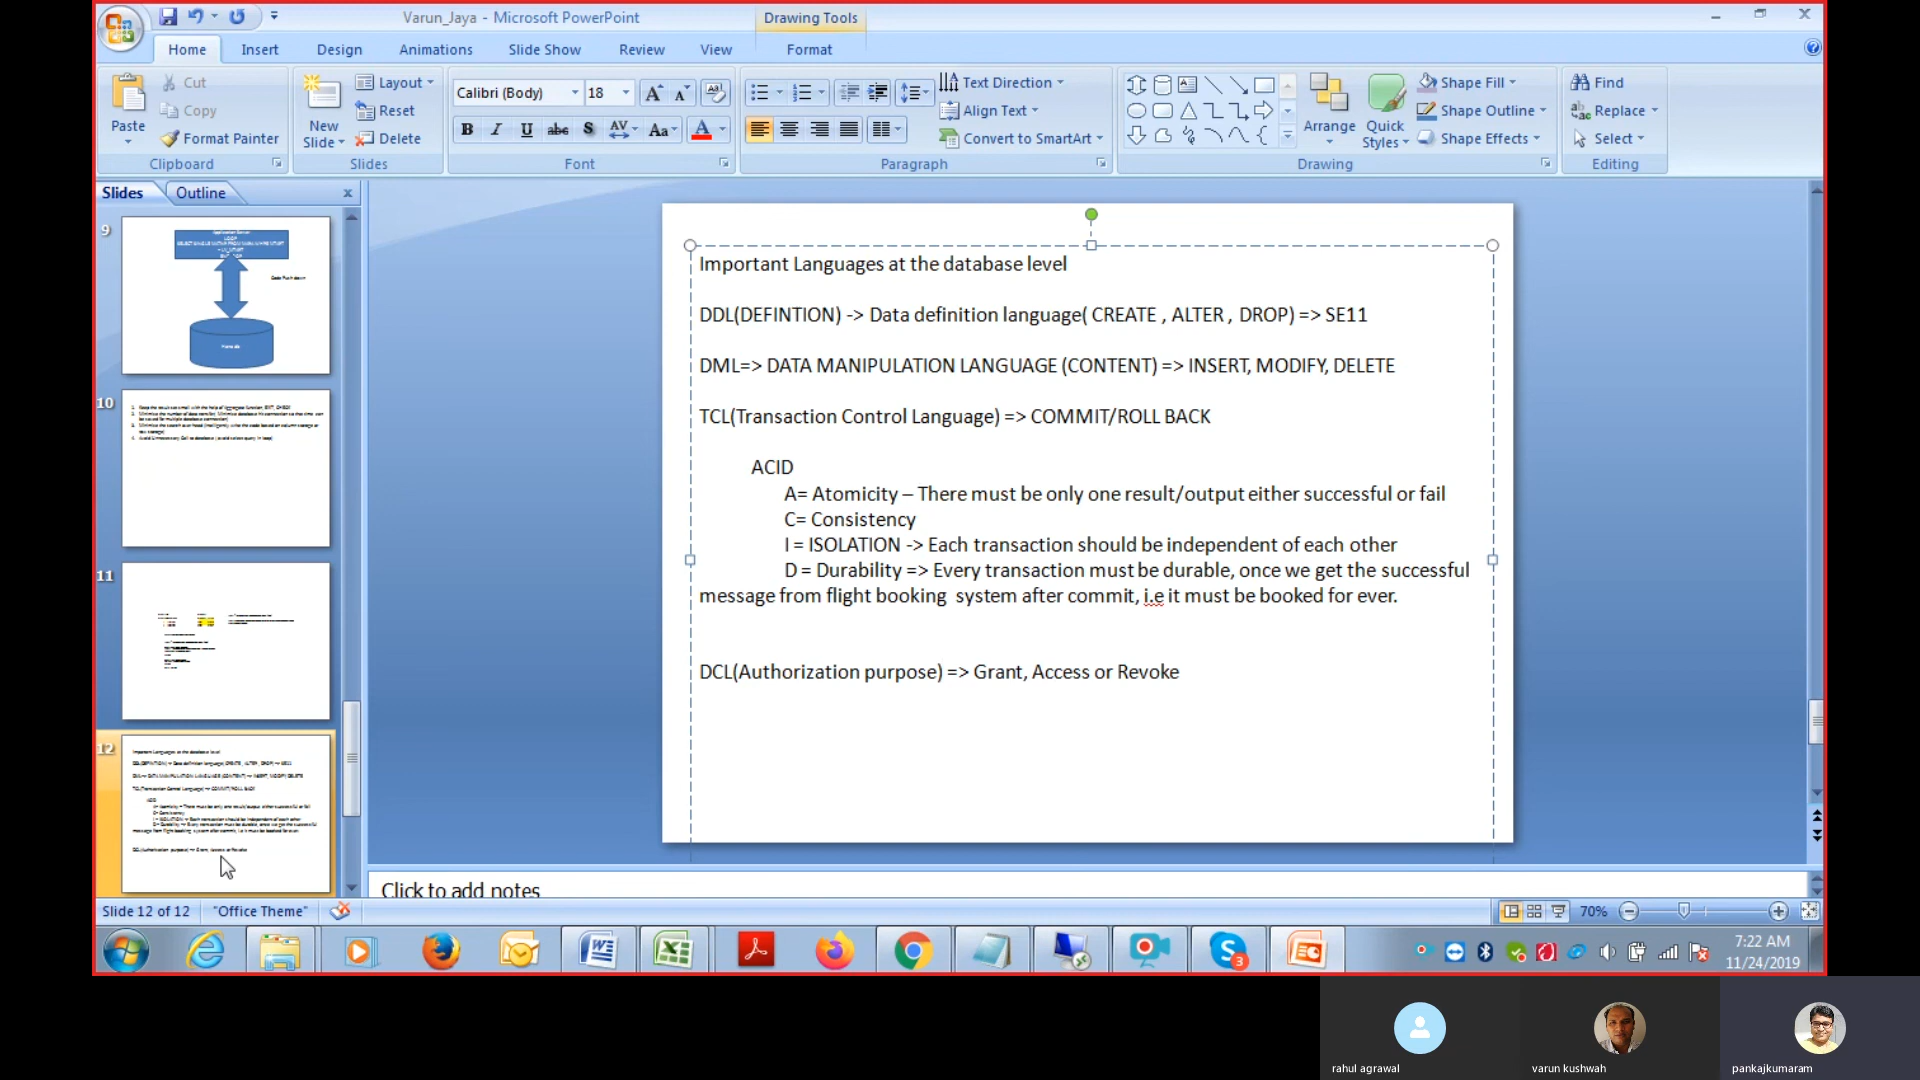 Varun_Jaya - Microsoft PowerPoint
Drawing Tools
Home
Insert
Design
Animations
Slide Show
Review
View
Format
Paste
Cut
Copy
Format Painter
Clipboard
New
Slide
Layout
Reset
Delete
Slides
Calibri (Body)
18
Font
Text Direction
Align Text
Convert to SmartArt
Paragraph
Arrange
Quick
Styles
Shape Fill
Shape Outline
Shape Effects
Drawing
Find
Replace
Select
Editing
Slides
Outline
9
10
11
12
Important Languages at the database level
DDL(DEFINTION) -> Data definition language( CREATE , ALTER , DROP) => SE11
DML=> DATA MANIPULATION LANGUAGE (CONTENT) => INSERT, MODIFY, DELETE
TCL(Transaction Control Language) => COMMIT/ROLL BACK
ACID
A= Atomicity – There must be only one result/output either successful or fail
C= Consistency
I = ISOLATION -> Each transaction should be independent of each other
D = Durability => Every transaction must be durable, once we get the successful
message from flight booking system after commit, i.e it must be booked for ever.
DCL(Authorization purpose) => Grant, Access or Revoke
Click to add notes
Slide 12 of 12
"Office Theme"
70%
7:22 AM
11/24/2019
rahul agrawal
varun kushwah
pankajkumaram